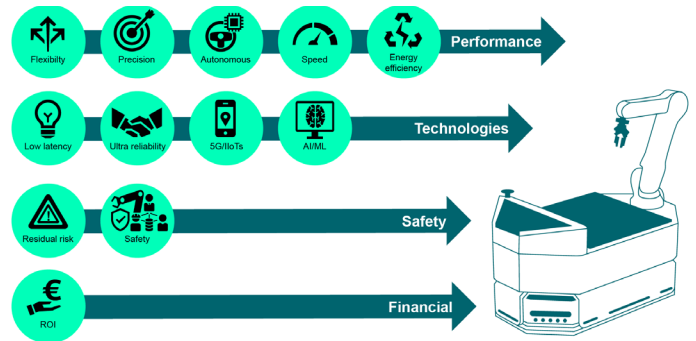 Flexibilty
Precision
Autonomous
Speed
Energy
efficiency
Performance
Low latency
Ultra reliability
5G/IIoTs
AI/ML
Technologies
Residual risk
Safety
Safety
€
ROI
Financial